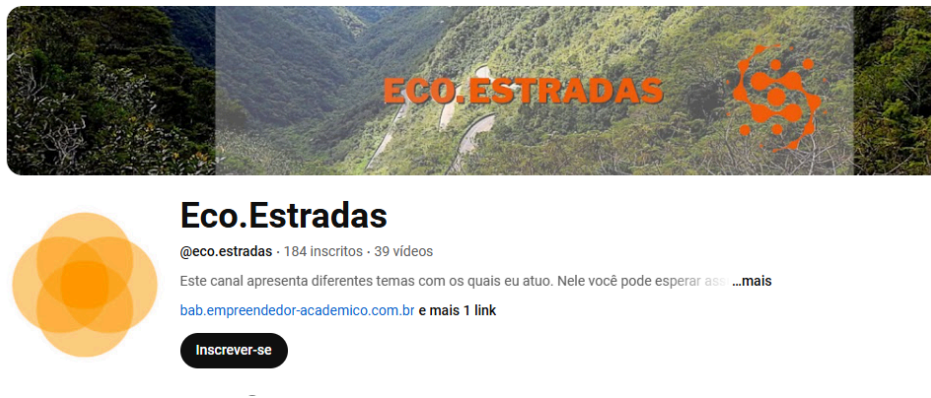 ECO.ESTRADAS
Eco.Estradas
@eco.estradas · 184 inscritos · 39 vídeos
Este canal apresenta diferentes temas com os quais eu atuo. Nele você pode esperar ...mais
bab.empreendedor-academico.com.br e mais 1 link
Inscrever-se